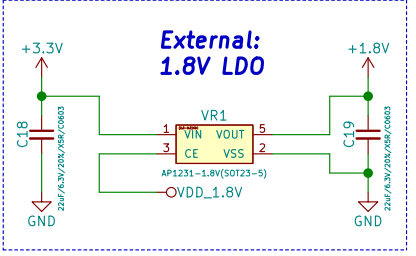 External:
1.8V LDO
+3.3V
+1.8V
C18
22uF/6.3V/20%/X5R/C0603
VR1
1
VIN
VOUT
5
3
CE
VSS
2
AP1231-1.8V(SOT23-5)
VDD_1.8V
C19
22uF/6.3V/20%/X5R/C0603
GND
GND